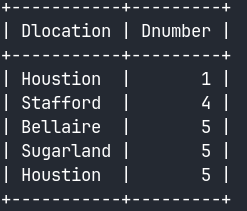 +-----------+---------+
| Dlocation | Dnumber |
+-----------+---------+
| Houstion  |       1 |
| Stafford  |       4 |
| Bellaire  |       5 |
| Sugarland |       5 |
| Houstion  |       5 |
+-----------+---------+